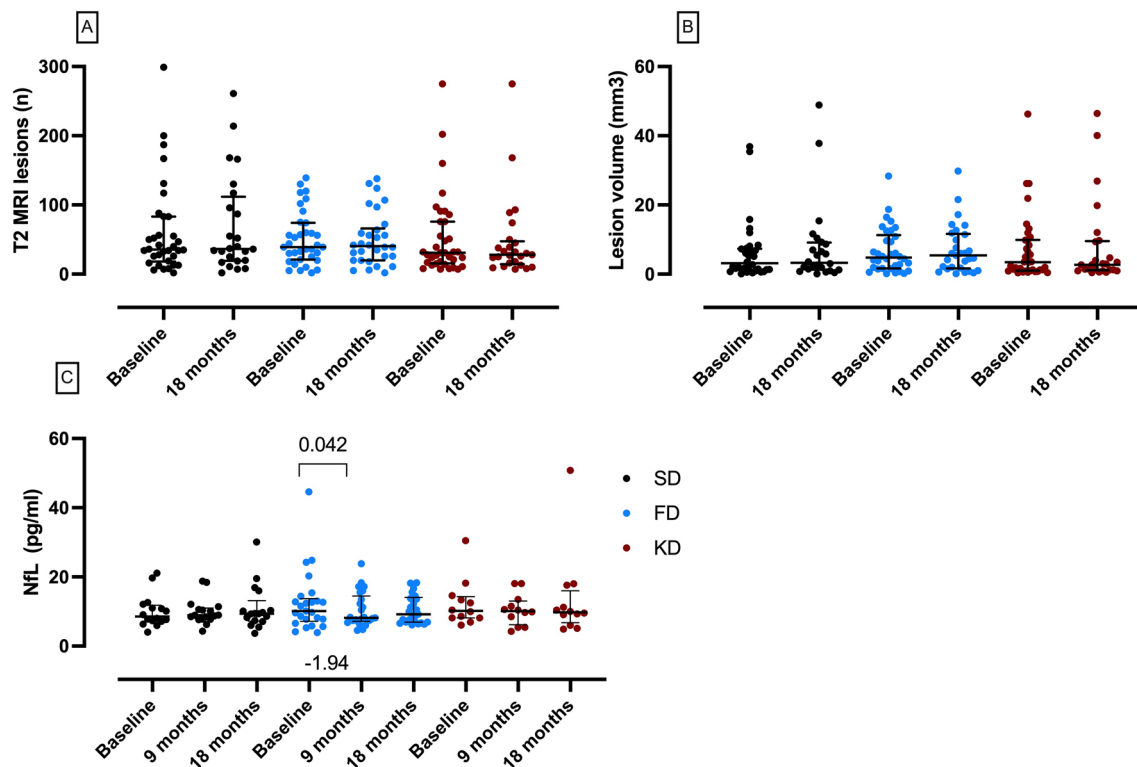 A
T2 MRI lesions (n)
300
200
100
0
Baseline
18 months
Baseline
18 months
Baseline
18 months
B
Lesion volume (mm3)
60
40
20
0
Baseline
18 months
Baseline
18 months
Baseline
18 months
C
NfL (pg/ml)
60
40
20
0
0.042
-1.94
Baseline
9 months
18 months
Baseline
9 months
18 months
Baseline
9 months
18 months
SD
FD
KD